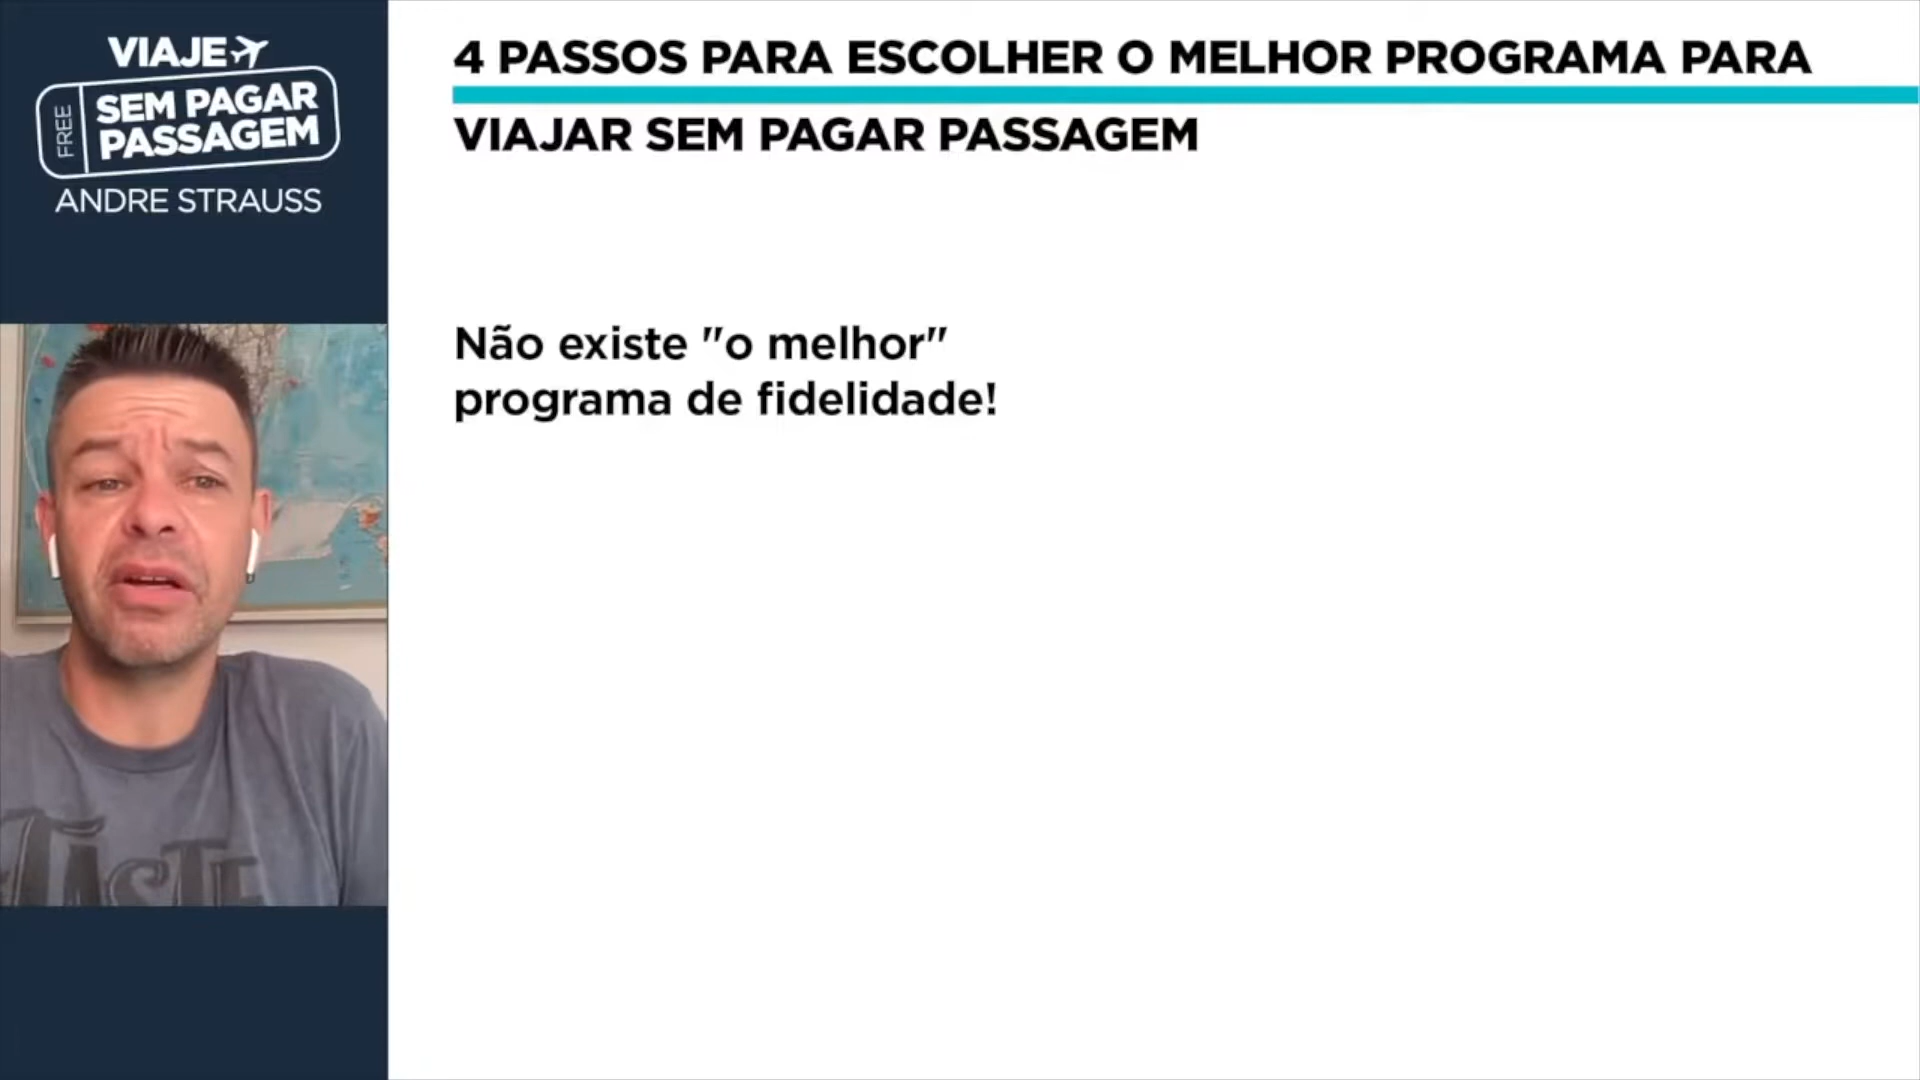 VIAJE
FREE
SEM PAGAR
PASSAGEM
ANDRE STRAUSS
4 PASSOS PARA ESCOLHER O MELHOR PROGRAMA PARA
VIAJAR SEM PAGAR PASSAGEM
Não existe "o melhor"
programa de fidelidade!
TASTE